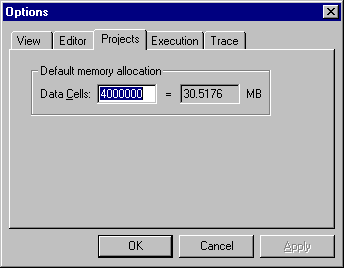 Options
View Editor Projects Execution Trace
Default memory allocation
Data Cells: 4000000 = 30.5176 MB
OK Cancel Apply